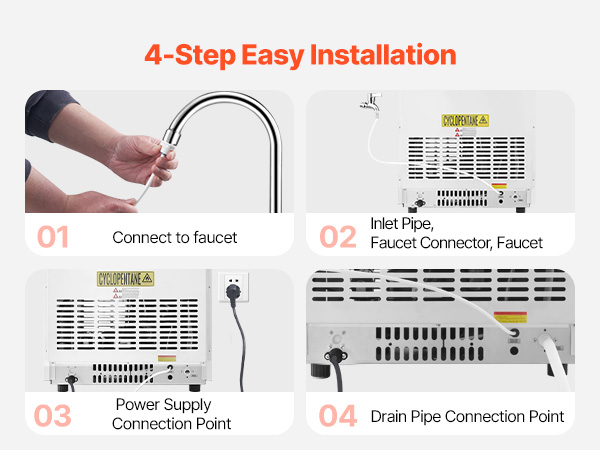 4-Step Easy Installation
01
Connect to faucet
CYCLOPENTANE
02
Inlet Pipe,
Faucet Connector, Faucet
CYCLOPENTANE
03
Power Supply
Connection Point
04
Drain Pipe Connection Point